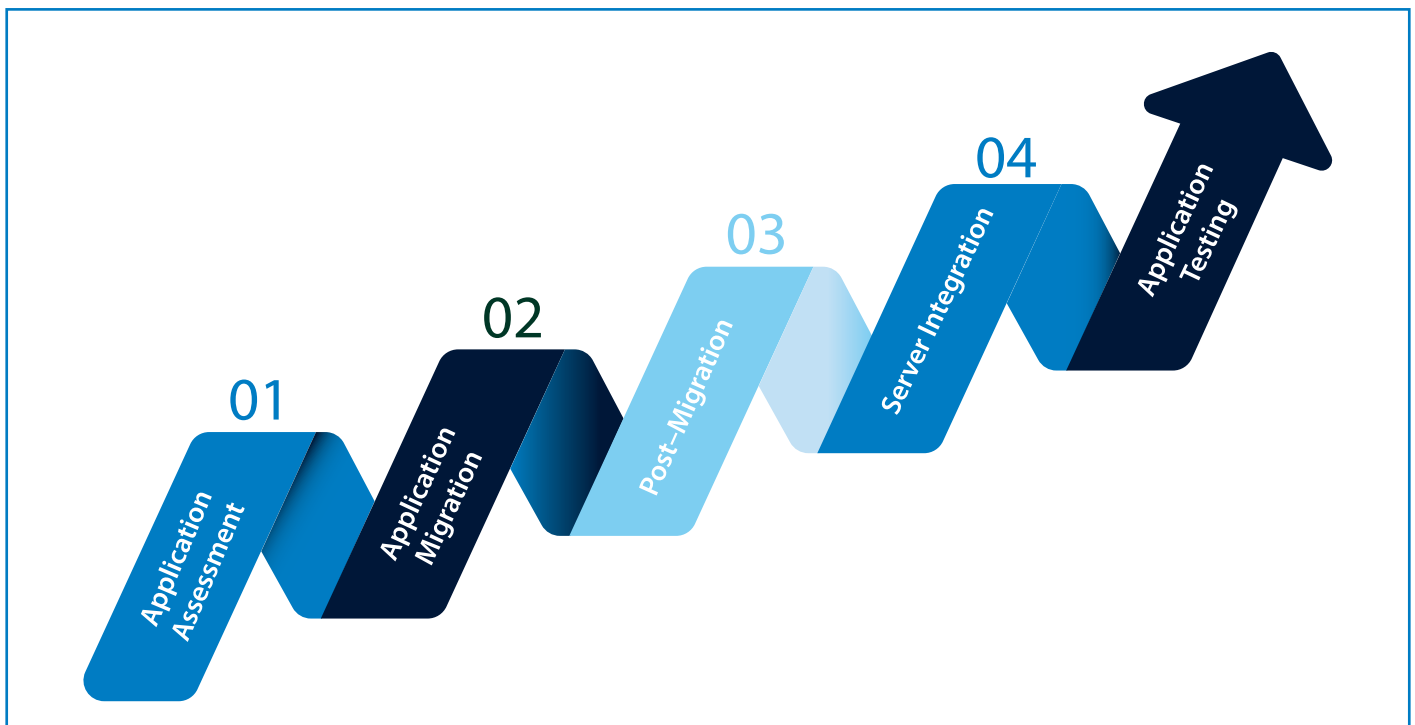 01
Application
Assessment
02
Application
Migration
03
Post–Migration
04
Server Integration
Application
Testing